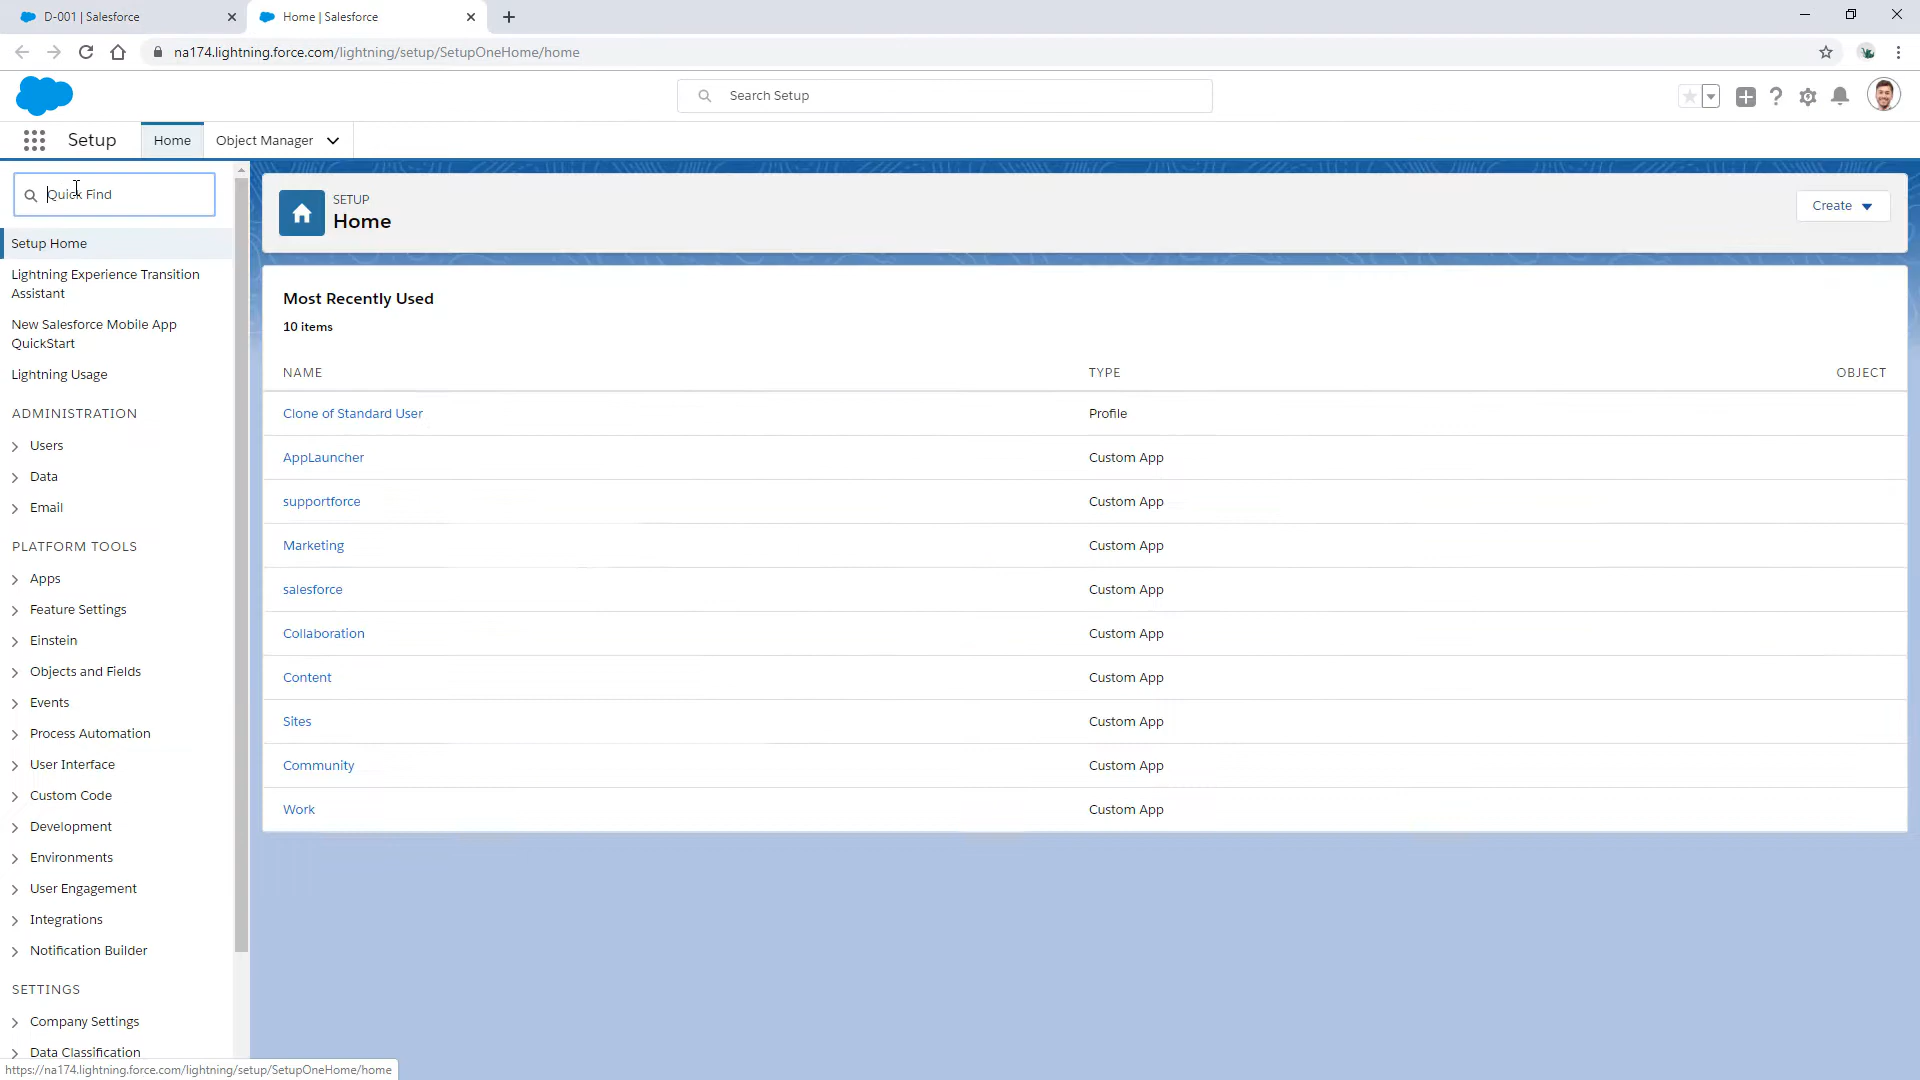 D-001 | Salesforce
Home | Salesforce
na174.lightning.force.com/lightning/setup/SetupOneHome/home
Search Setup
Setup
Home
Object Manager
Quick Find
Setup Home
Lightning Experience Transition
Assistant
New Salesforce Mobile App
QuickStart
Lightning Usage
ADMINISTRATION
Users
Data
Email
PLATFORM TOOLS
Apps
Feature Settings
Einstein
Objects and Fields
Events
Process Automation
User Interface
Custom Code
Development
Environments
User Engagement
Integrations
Notification Builder
SETTINGS
Company Settings
Data Classification
https://na174.lightning.force.com/lightning/setup/SetupOneHome/home
SETUP
Home
Create
Most Recently Used
10 items
NAME TYPE OBJECT
Clone of Standard User Profile
AppLauncher Custom App
supportforce Custom App
Marketing Custom App
salesforce Custom App
Collaboration Custom App
Content Custom App
Sites Custom App
Community Custom App
Work Custom App